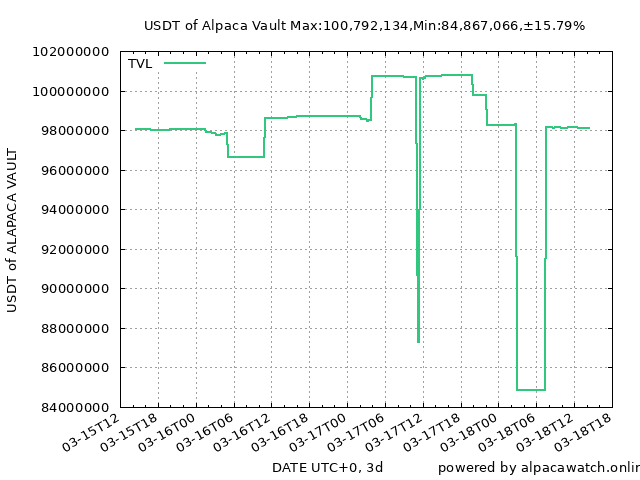 USDT of Alpaca Vault Max:100,792,134,Min:84,867,066,±15.79%
TVL
102000000
100000000
98000000
96000000
94000000
92000000
90000000
88000000
86000000
84000000
USDT of ALAPACA VAULT
03-15T12
03-15T18
03-16T00
03-16T06
03-16T12
03-16T18
03-17T00
03-17T06
03-17T12
03-17T18
03-18T00
03-18T06
03-18T12
03-18T18
DATE UTC+0, 3d
powered by alpacawatch.onlin